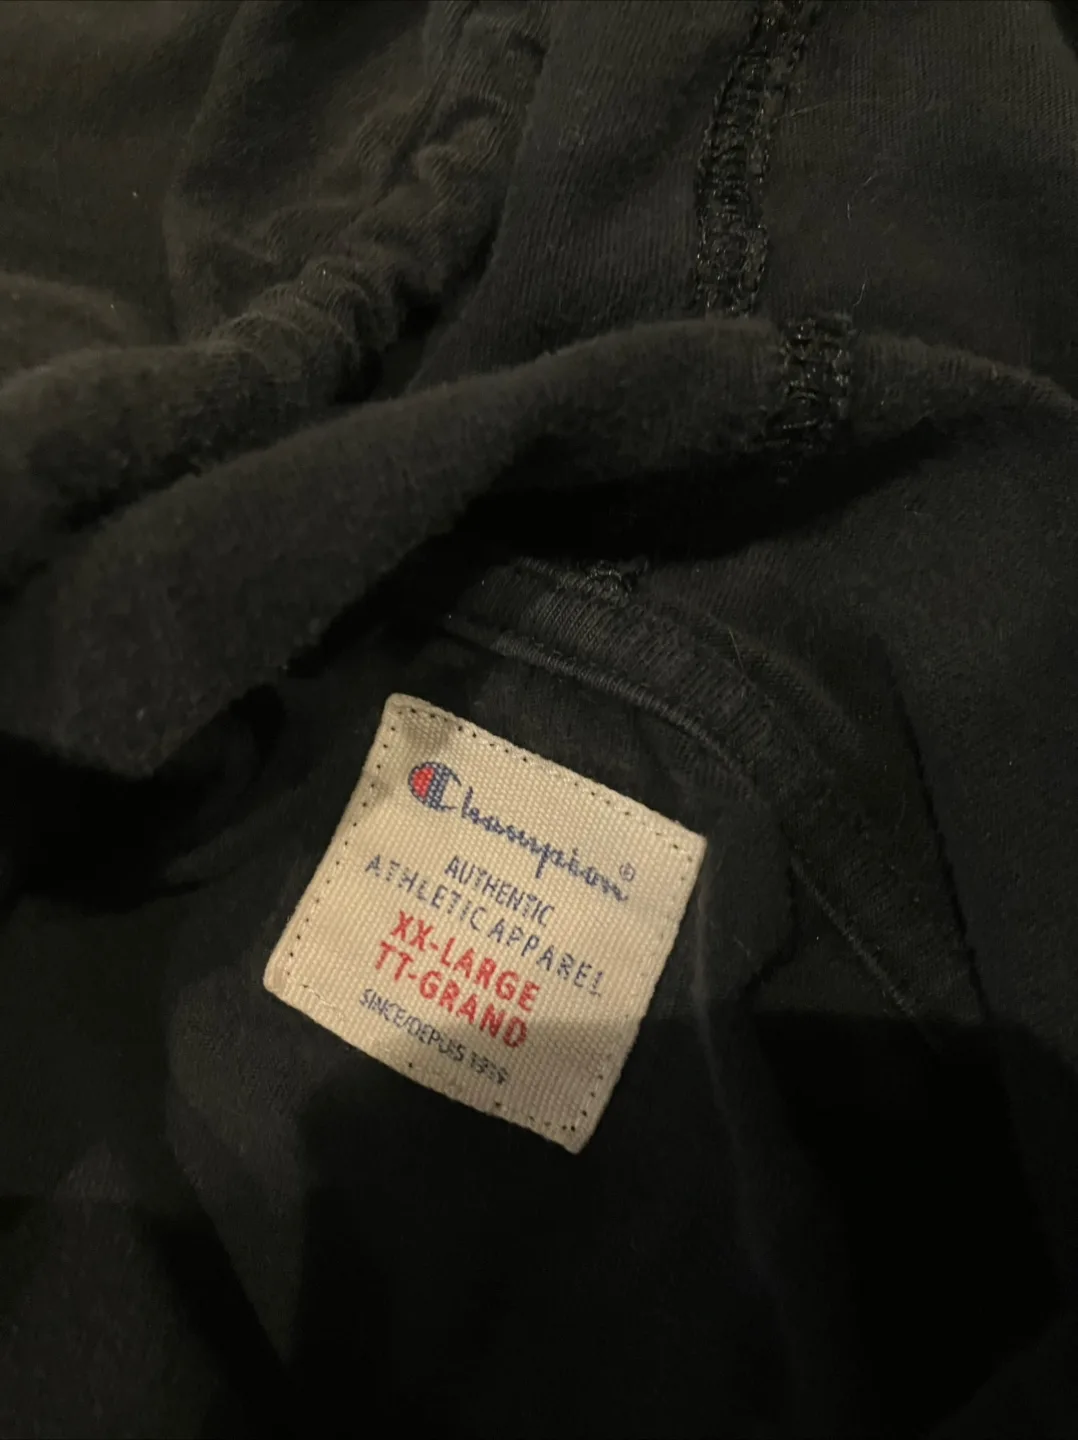 Champion®
AUTHENTIC
ATHLETIC APPAREL
XX-LARGE
TT-GRAND
SINCE/DEPUIS 1919